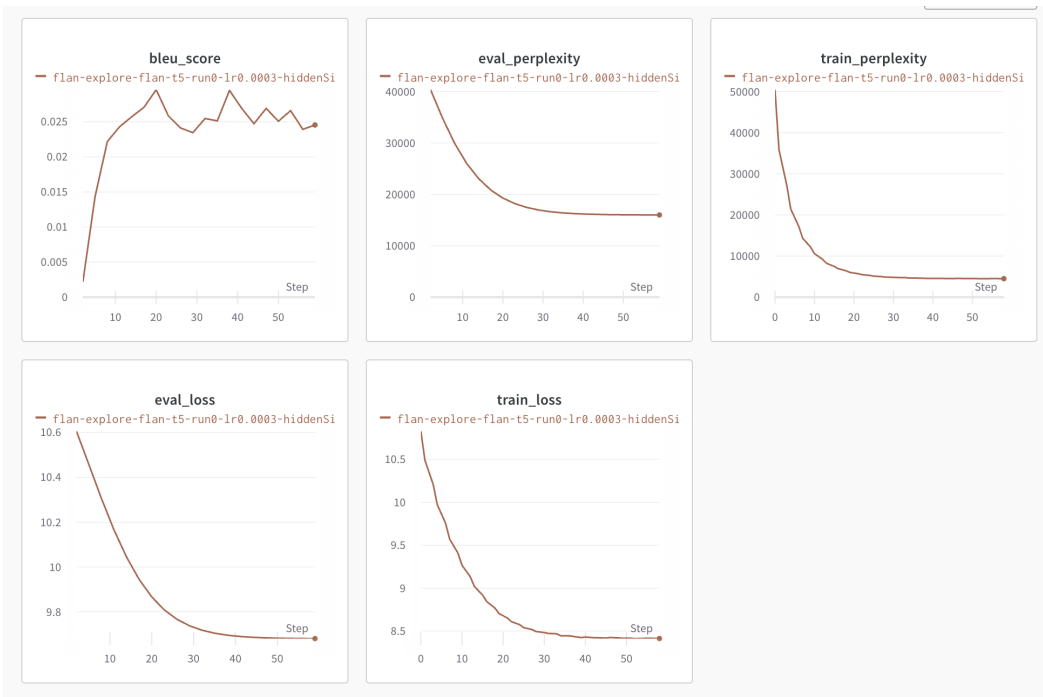 bleu_score
flan-explore-flan-t5-run0-lr0.0003-hiddenSi
0.025
0.02
0.015
0.01
0.005
0
Step
10 20 30 40 50
eval_perplexity
flan-explore-flan-t5-run0-lr0.0003-hiddenSi
40000
30000
20000
10000
0
Step
10 20 30 40 50
train_perplexity
flan-explore-flan-t5-run0-lr0.0003-hiddenSi
50000
40000
30000
20000
10000
0
Step
0 10 20 30 40 50
eval_loss
flan-explore-flan-t5-run0-lr0.0003-hiddenSi
10.6
10.4
10.2
10
9.8
Step
10 20 30 40 50
train_loss
flan-explore-flan-t5-run0-lr0.0003-hiddenSi
10.5
10
9.5
9
8.5
Step
0 10 20 30 40 50